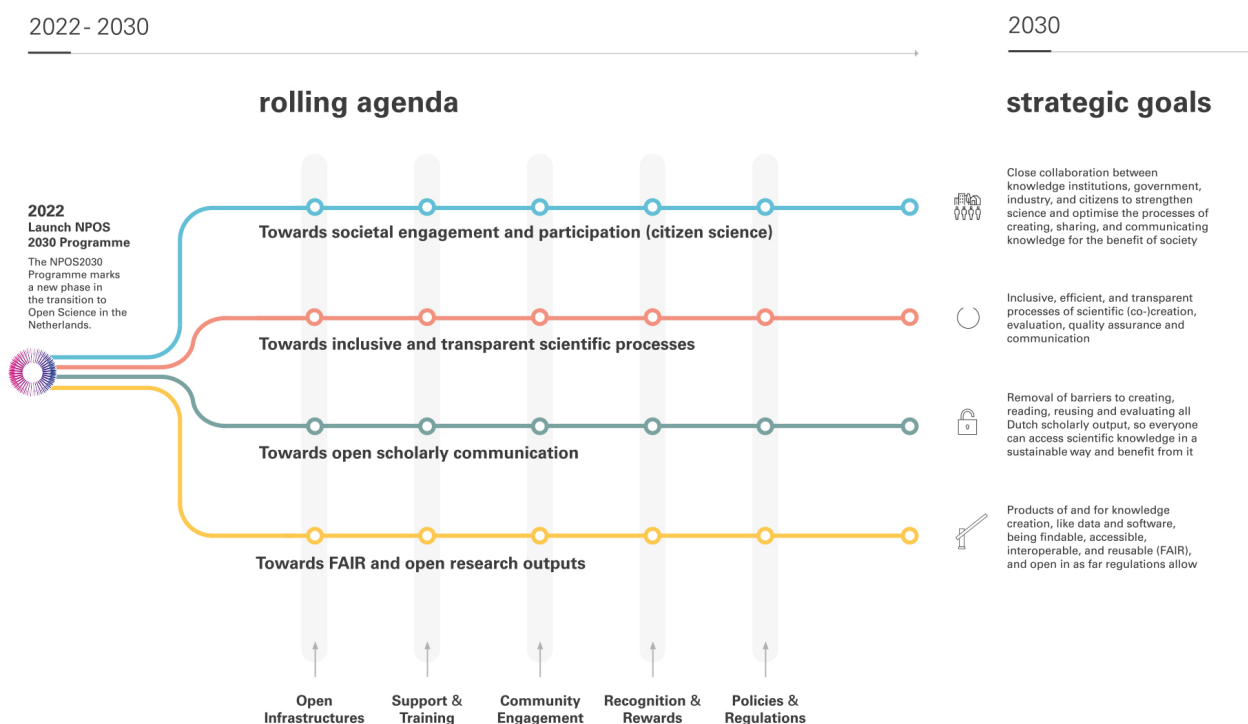 2022 - 2030
2030
rolling agenda
strategic goals
2022
Launch NPOS
2030 Programme
The NPOS2030
Programme marks
a new phase in
the transition to
Open Science in the
Netherlands.
Towards societal engagement and participation (citizen science)
Close collaboration between
knowledge institutions, government,
industry, and citizens to strengthen
science and optimise the processes of
creating, sharing, and communicating
knowledge for the benefit of society
Towards inclusive and transparent scientific processes
Inclusive, efficient, and transparent
processes of scientific (co-)creation,
evaluation, quality assurance and
communication
Towards open scholarly communication
Removal of barriers to creating,
reading, reusing and evaluating all
Dutch scholarly output, so everyone
can access scientific knowledge in a
sustainable way and benefit from it
Towards FAIR and open research outputs
Products of and for knowledge
creation, like data and software,
being findable, accessible,
interoperable, and reusable (FAIR),
and open in as far regulations allow
Open
Infrastructures
Support &
Training
Community
Engagement
Recognition &
Rewards
Policies &
Regulations